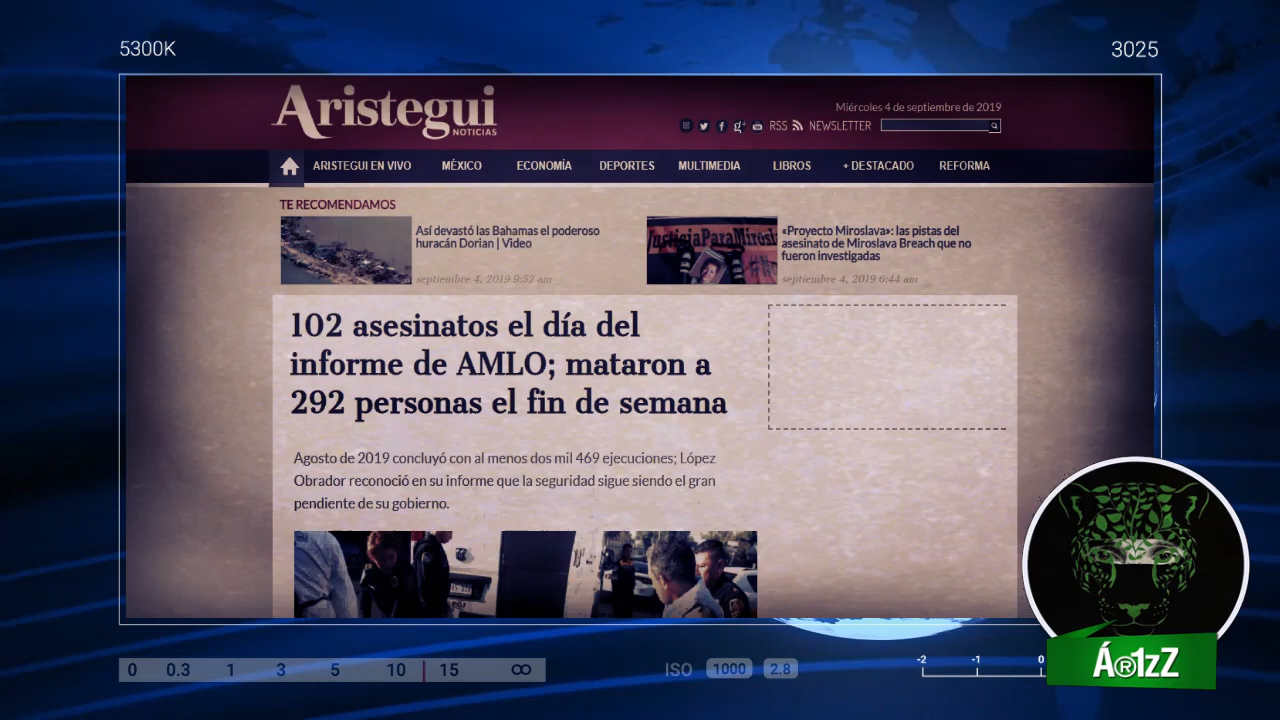 5300K
3025
Aristegui
NOTICIAS
Miércoles 4 de septiembre de 2019
RSS NEWSLETTER
ARISTEGUI EN VIVO MÉXICO ECONOMÍA DEPORTES MULTIMEDIA LIBROS + DESTACADO REFORMA
TE RECOMENDAMOS
Así devastó las Bahamas el poderoso
huracán Dorian | Video
septiembre 4, 2019 9:52 am
JusticiaParaMirosl
«Proyecto Miroslava»: las pistas del
asesinato de Miroslava Breach que no
fueron investigadas
septiembre 4, 2019 6:44 am
102 asesinatos el día del
informe de AMLO; mataron a
292 personas el fin de semana
Agosto de 2019 concluyó con al menos dos mil 469 ejecuciones; López
Obrador reconoció en su informe que la seguridad sigue siendo el gran
pendiente de su gobierno.
0 0.3 1 3 5 10 15 ∞
ISO 1000 2.8
-2 -1 0
Á®1zZ